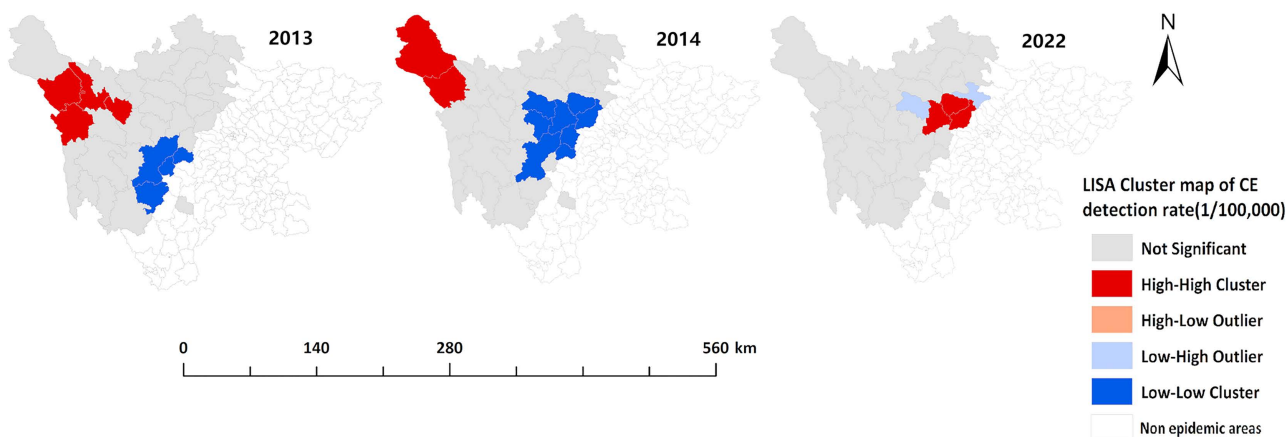 2013
2014
2022
N
LISA Cluster map of CE
detection rate(1/100,000)
Not Significant
High-High Cluster
High-Low Outlier
Low-High Outlier
Low-Low Cluster
Non epidemic areas
0 140 280 560 km